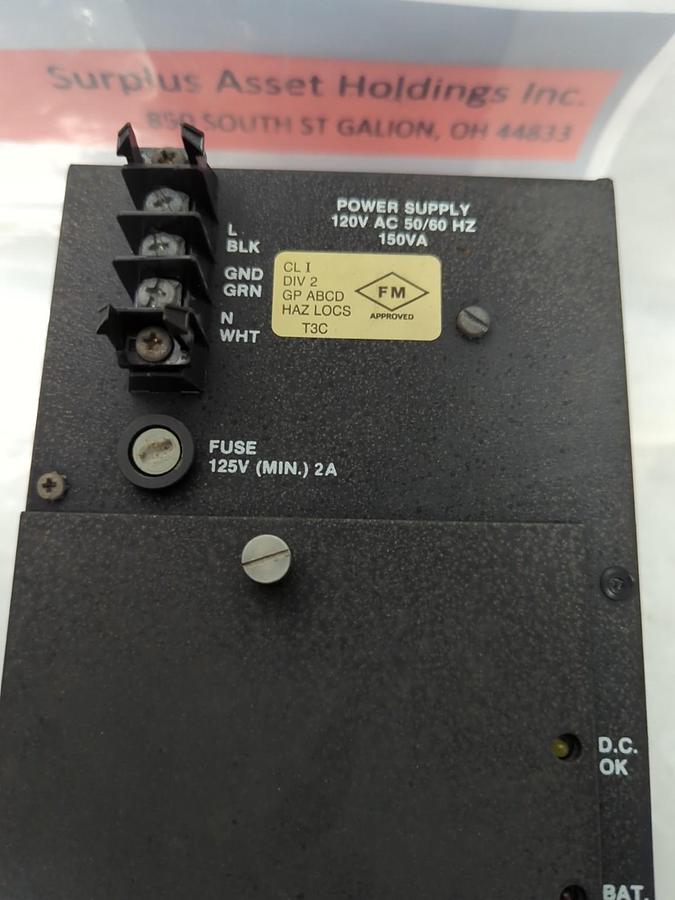 Surplus Asset Holdings Inc.
850 SOUTH ST GALION, OH 44833
POWER SUPPLY
120V AC 50/60 HZ
150VA
L
BLK
GND
GRN
N
WHT
CL I
DIV 2
GP ABCD
HAZ LOCS
T3C
FM
APPROVED
FUSE
125V (MIN.) 2A
D.C.
OK
BAT.